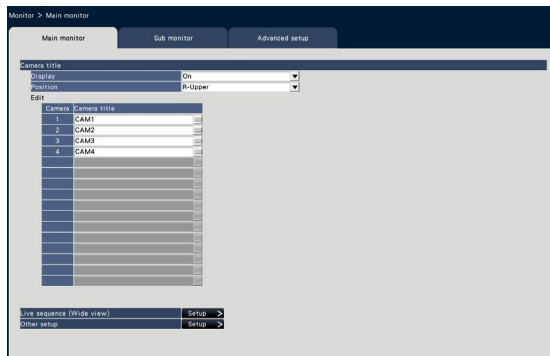 Monitor > Main monitor
Main monitor Sub monitor Advanced setup
Camera title
Display On
Position R-Upper
Edit
Camera Camera title
1 CAM1
2 CAM2
3 CAM3
4 CAM4
Live sequence (Wide view) Setup >
Other setup Setup >